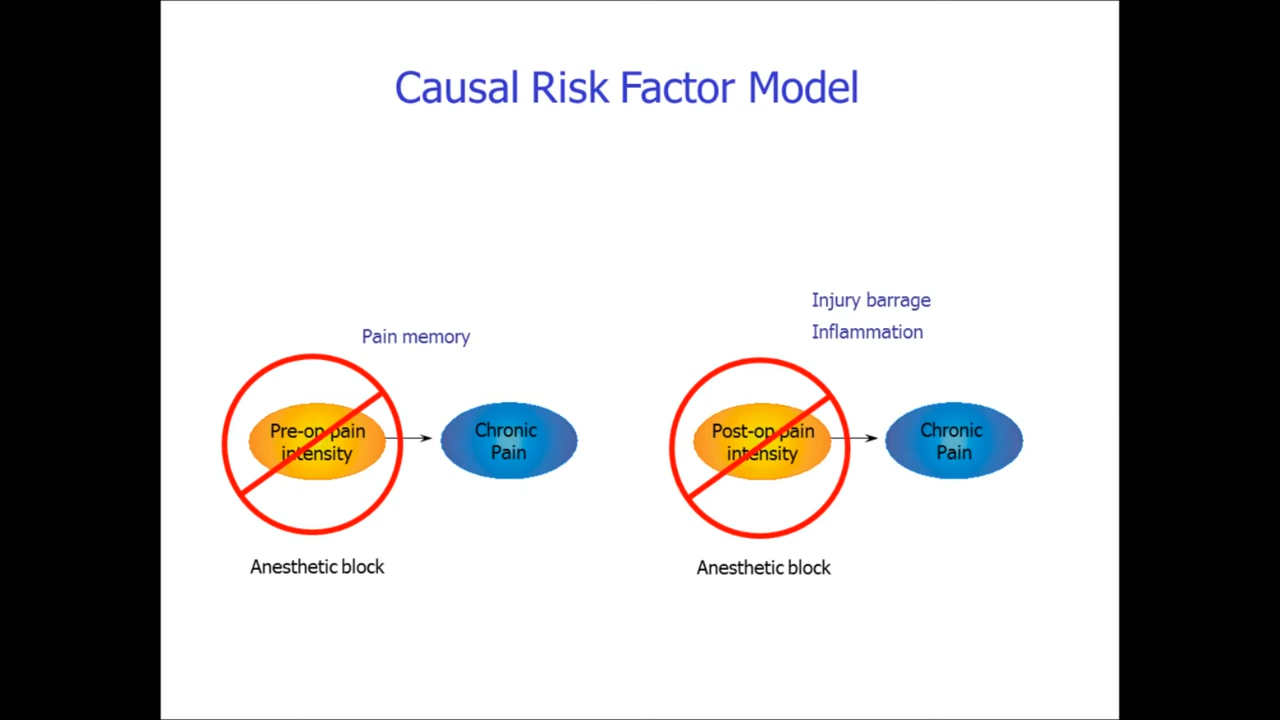 Causal Risk Factor Model
Pain memory
Pre-op pain
intensity
Chronic
Pain
Anesthetic block
Injury barrage
Inflammation
Post-op pain
intensity
Chronic
Pain
Anesthetic block